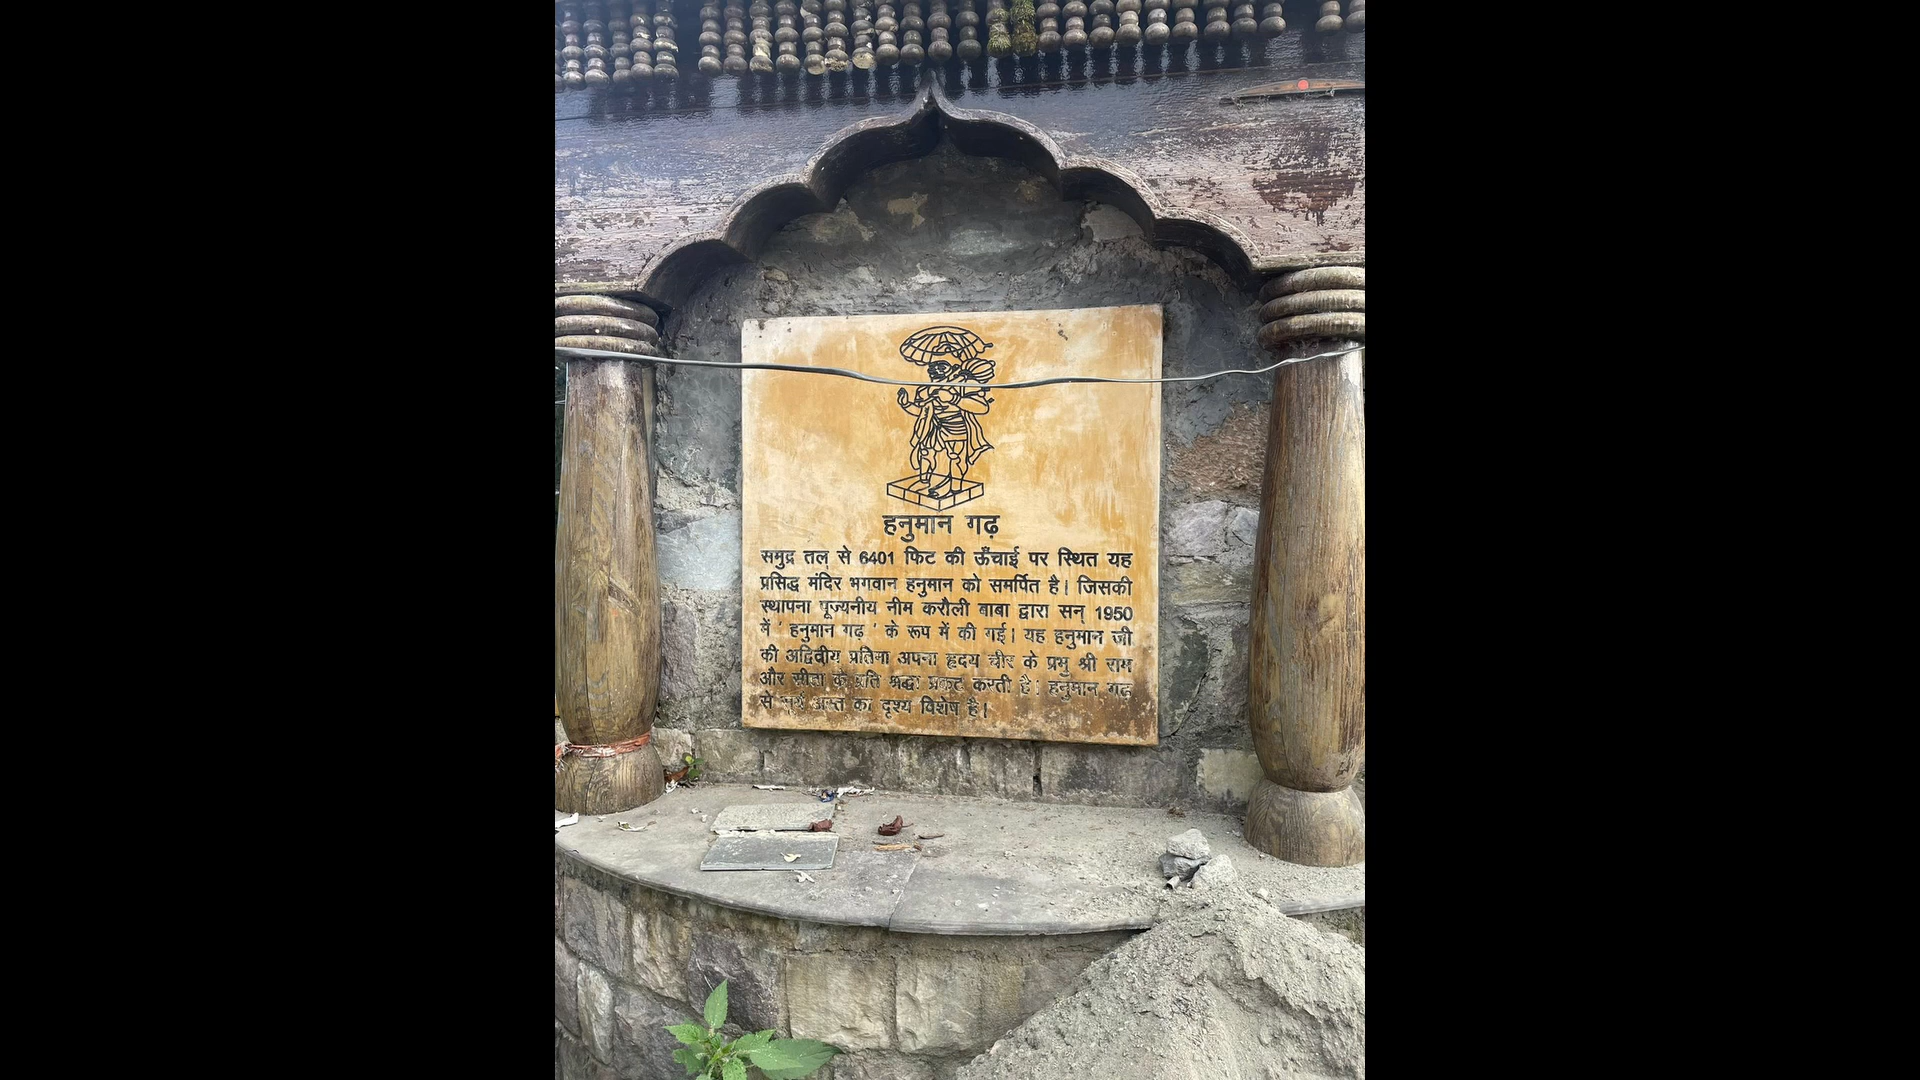 हनुमान गढ़
समुद्र तल से 6401 फिट की ऊँचाई पर स्थित यह
प्रसिद्ध मंदिर भगवान हनुमान को समर्पित है। जिसकी
स्थापना पूज्यनीय नीम करौली बाबा द्वारा सन् 1950
में ' हनुमान गढ़ ' के रूप में की गई। यह हनुमान जी
की अद्वितीय प्रतिमा अपना हृदय चीर के प्रभु श्री राम
और सीता के प्रति श्रद्धा प्रकट करती है। हनुमान गढ़
से सूर्य अस्त का दृश्य विशेष है।